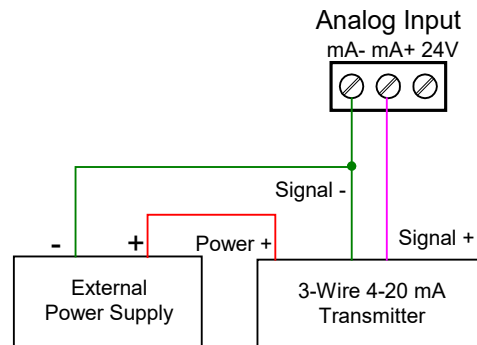 Analog Input
mA- mA+ 24V
Signal -
- + Power + Signal +
External
Power Supply
3-Wire 4-20 mA
Transmitter